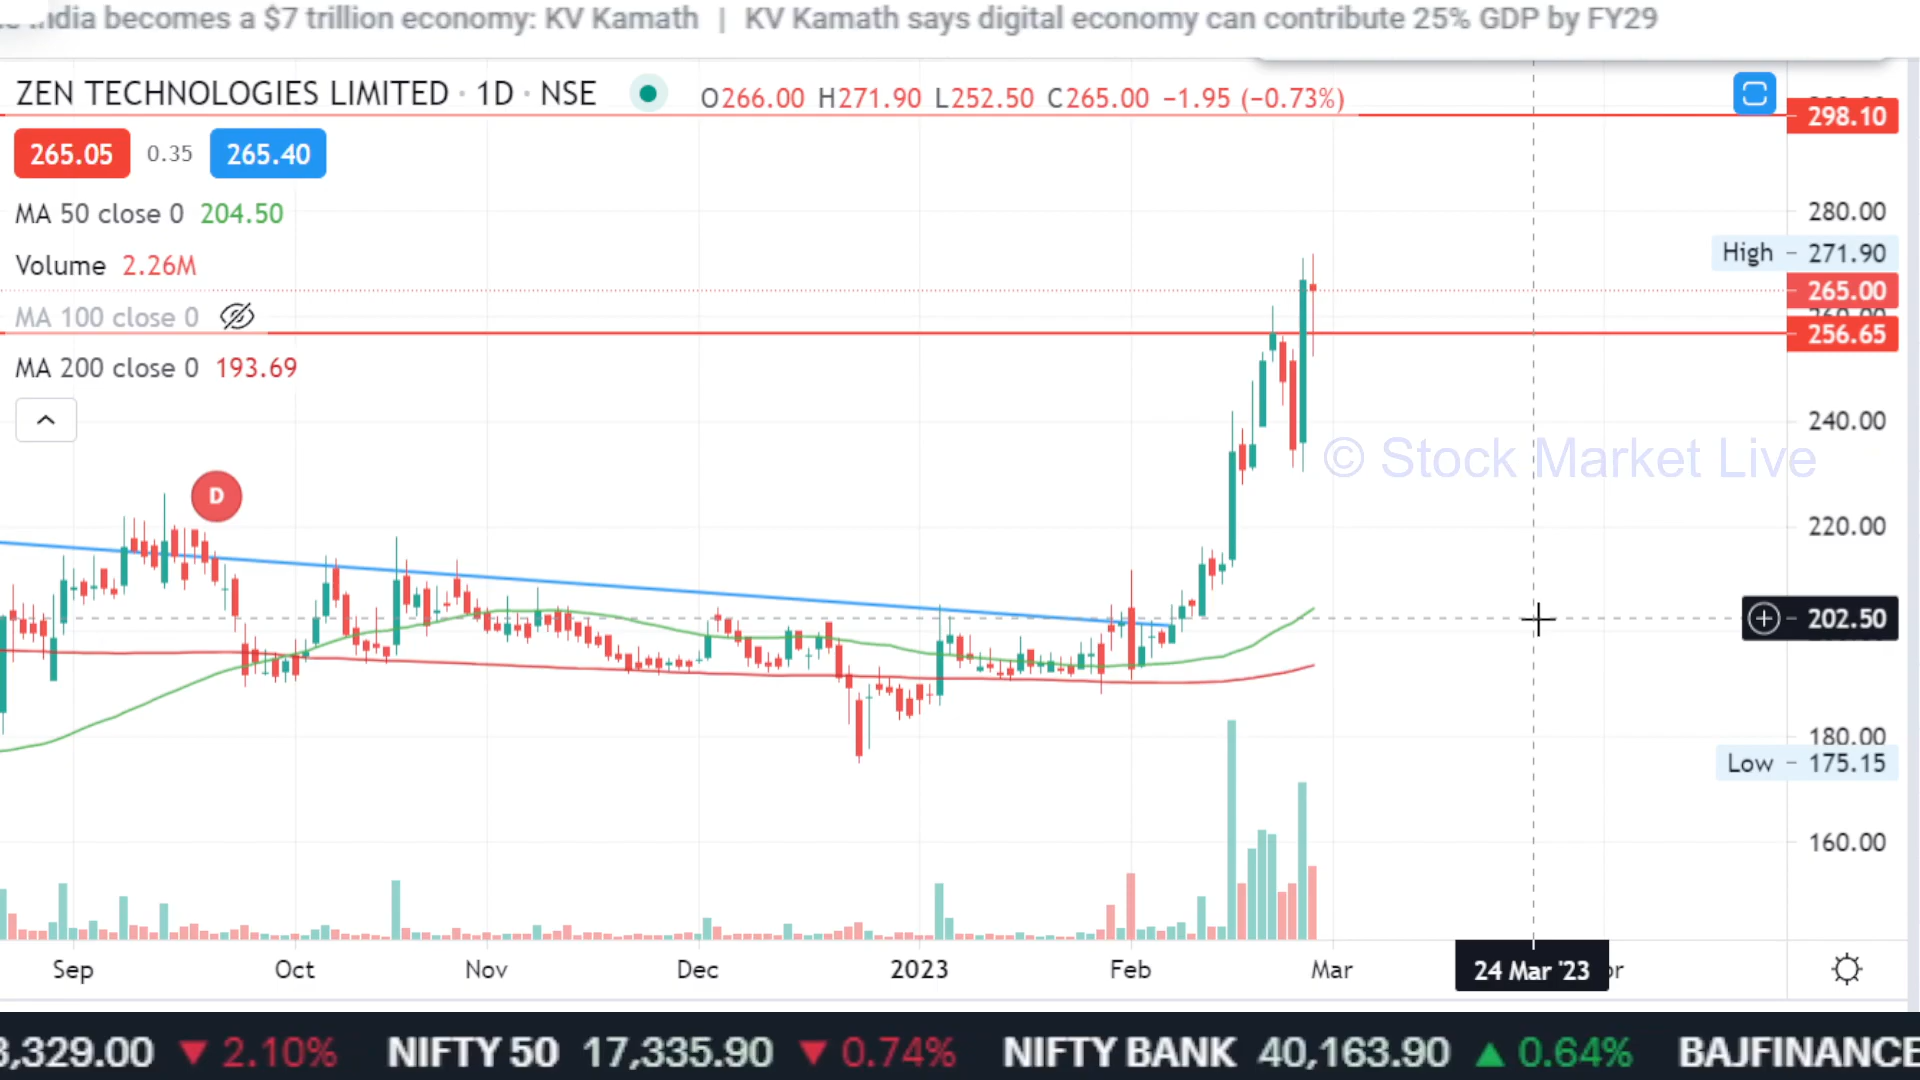 India becomes a $7 trillion economy: KV Kamath | KV Kamath says digital economy can contribute 25% GDP by FY29
ZEN TECHNOLOGIES LIMITED · 1D · NSE O266.00 H271.90 L252.50 C265.00 −1.95 (−0.73%)
298.10
265.05 0.35 265.40
MA 50 close 0 204.50
280.00
High 271.90
Volume 2.26M
265.00
MA 100 close 0
256.65
MA 200 close 0 193.69
240.00
© Stock Market Live
D
220.00
202.50
180.00
Low 175.15
160.00
Sep Oct Nov Dec 2023 Feb Mar 24 Mar '23
3,329.00 ▼ 2.10% NIFTY 50 17,335.90 ▼ 0.74% NIFTY BANK 40,163.90 ▲ 0.64% BAJFINANCE